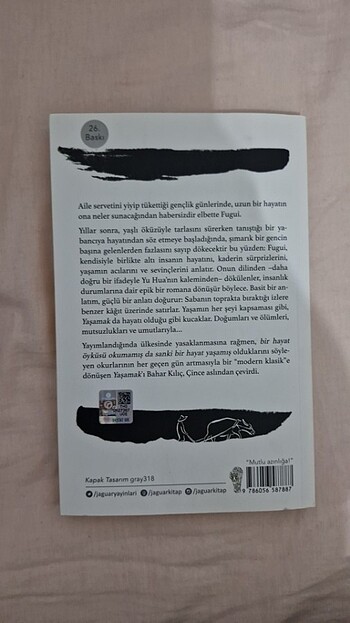 26.
Baskı
Aile servetini yiyip tükettiği gençlik günlerinde, uzun bir hayatın
ona neler sunacağından habersizdir elbette Fugui.
Yıllar sonra, yaşlı öküzüyle tarlasını sürerken tanıştığı bir ya-
bancıya hayatından söz etmeye başladığında, şımarık bir gencin
başına gelenlerden fazlasını sayıp dökecektir bu yüzden: Fugui,
kendisiyle birlikte altı insanın hayatını, kaderin sürprizlerini,
yaşamın acılarını ve sevinçlerini anlatır. Onun dilinden –daha
doğru bir ifadeyle Yu Hua'nın kaleminden– dökülenler, insanlık
durumlarına dair epik bir romana dönüşür böylece. Basit bir an-
latım, güçlü bir anlatı doğurur: Sabanın toprakta bıraktığı izlere
benzer kâğıt üzerinde satırlar. Yaşamın her şeyi kapsaması gibi,
Yaşamak da hayatı olduğu gibi kucaklar. Doğumları ve ölümleri,
mutsuzlukları ve umutlarıyla...
Yayımlandığında ülkesinde yasaklanmasına rağmen, bir hayat
öyküsü okumamış da sanki bir hayat yaşamış olduklarını söyle-
yen okurlarının her geçen gün artmasıyla bir "modern klasik"e
dönüşen Yaşamak'ı Bahar Kılıç, Çince aslından çevirdi.
"Mutlu azınlığa!"
Kapak Tasarım gray318
/jaguaryayinlari /jaguarkitap /jaguarkitap
9 786056 587887